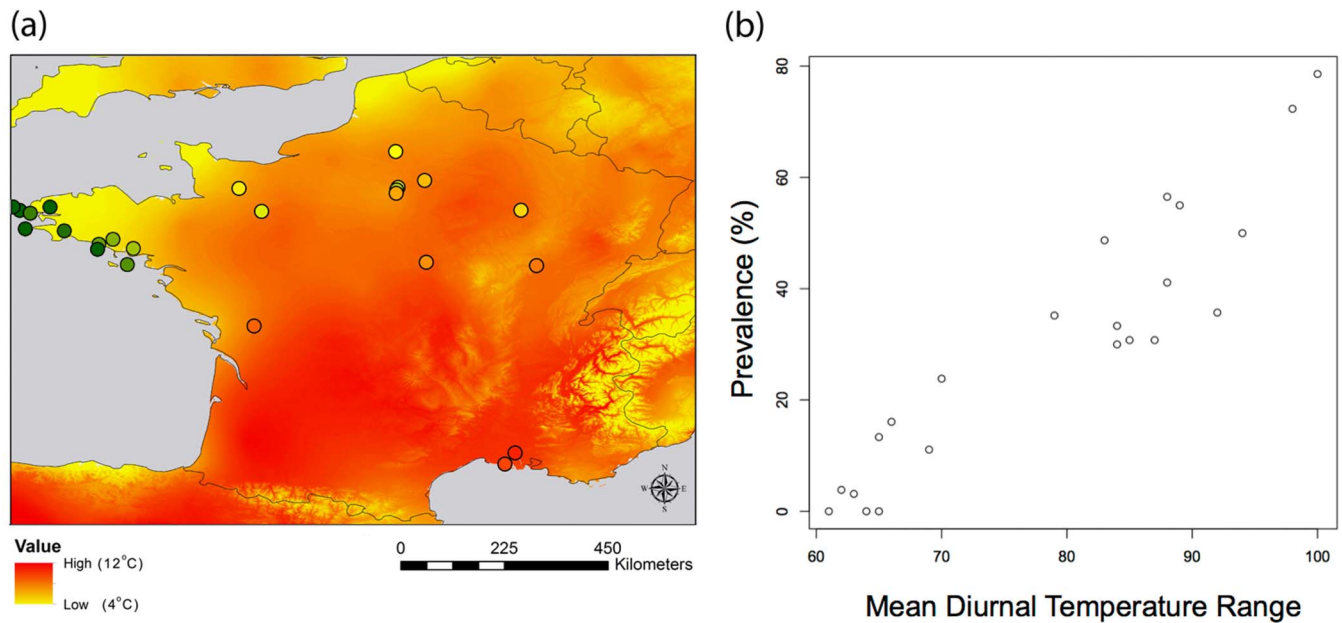 (a)
N
W E
S
Value
High (12°C)
Low (4°C)
0 225 450
Kilometers
(b)
80
60
40
20
0
Prevalence (%)
60 70 80 90 100
Mean Diurnal Temperature Range